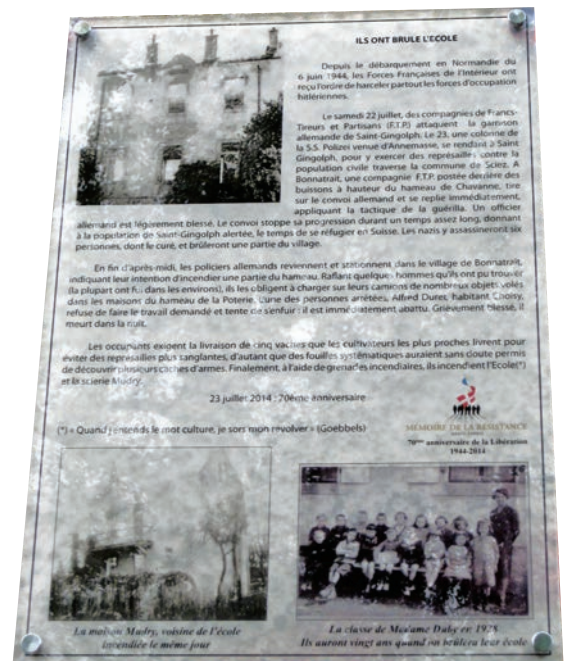 ILS ONT BRULE L'ECOLE
Depuis le débarquement en Normandie du
6 juin 1944, les Forces Françaises de l'Intérieur ont
reçu l'ordre de harceler partout les forces d'occupation
hitlériennes.
Le samedi 22 juillet, des compagnies de Francs-
Tireurs et Partisans (F.T.P.) attaquent la garnison
allemande de Saint-Gingolph. Le 23, une colonne de
la S.S. Polizei venue d'Annemasse, se rendant à Saint
Gingolph, pour y exercer des représailles contre la
population civile traverse la commune de Sciez. A
Bonnatrait, une compagnie F.T.P. postée derrière des
buissons à hauteur du hameau de Chavanne, tire
sur le convoi allemand et se replie immédiatement,
appliquant la tactique de la guérilla. Un officier
allemand est légèrement blessé. Le convoi stoppe sa progression durant un temps assez long, donnant
à la population de Saint-Gingolph alertée, le temps de se réfugier en Suisse. Les nazis y assassineront six
personnes, dont le curé, et brûleront une partie du village.
En fin d'après-midi, les policiers allemands reviennent et stationnent dans le village de Bonnatrait,
indiquant leur intention d'incendier une partie du hameau. Raflant quelques hommes qu'ils ont pu trouver
(la plupart ont fui dans les environs), ils les obligent à charger sur leurs camions de nombreux objets volés
dans les maisons du hameau de la Poterie. L'une des personnes arrêtées, Alfred Duret, habitant Choisy,
refuse de faire le travail demandé et tente de s'enfuir : il est immédiatement abattu. Grièvement blessé, il
meurt dans la nuit.
Les occupants exigent la livraison de cinq vaches que les cultivateurs les plus proches livrent pour
éviter des représailles plus sanglantes, d'autant que des fouilles systématiques auraient sans doute permis
de découvrir plusieurs caches d'armes. Finalement, à l'aide de grenades incendiaires, ils incendient l'Ecole(*)
et la scierie Mudry.
23 juillet 2014 : 70ème anniversaire
(*) « Quand j'entends le mot culture, je sors mon revolver » (Goebbels)
MÉMOIRE DE LA RESISTANCE
70ème anniversaire de la Libération
1944-2014
La maison Mudry, voisine de l'école
incendiée le même jour
La classe de Madame Duby en 1928
Ils auront vingt ans quand on brûlera leur école